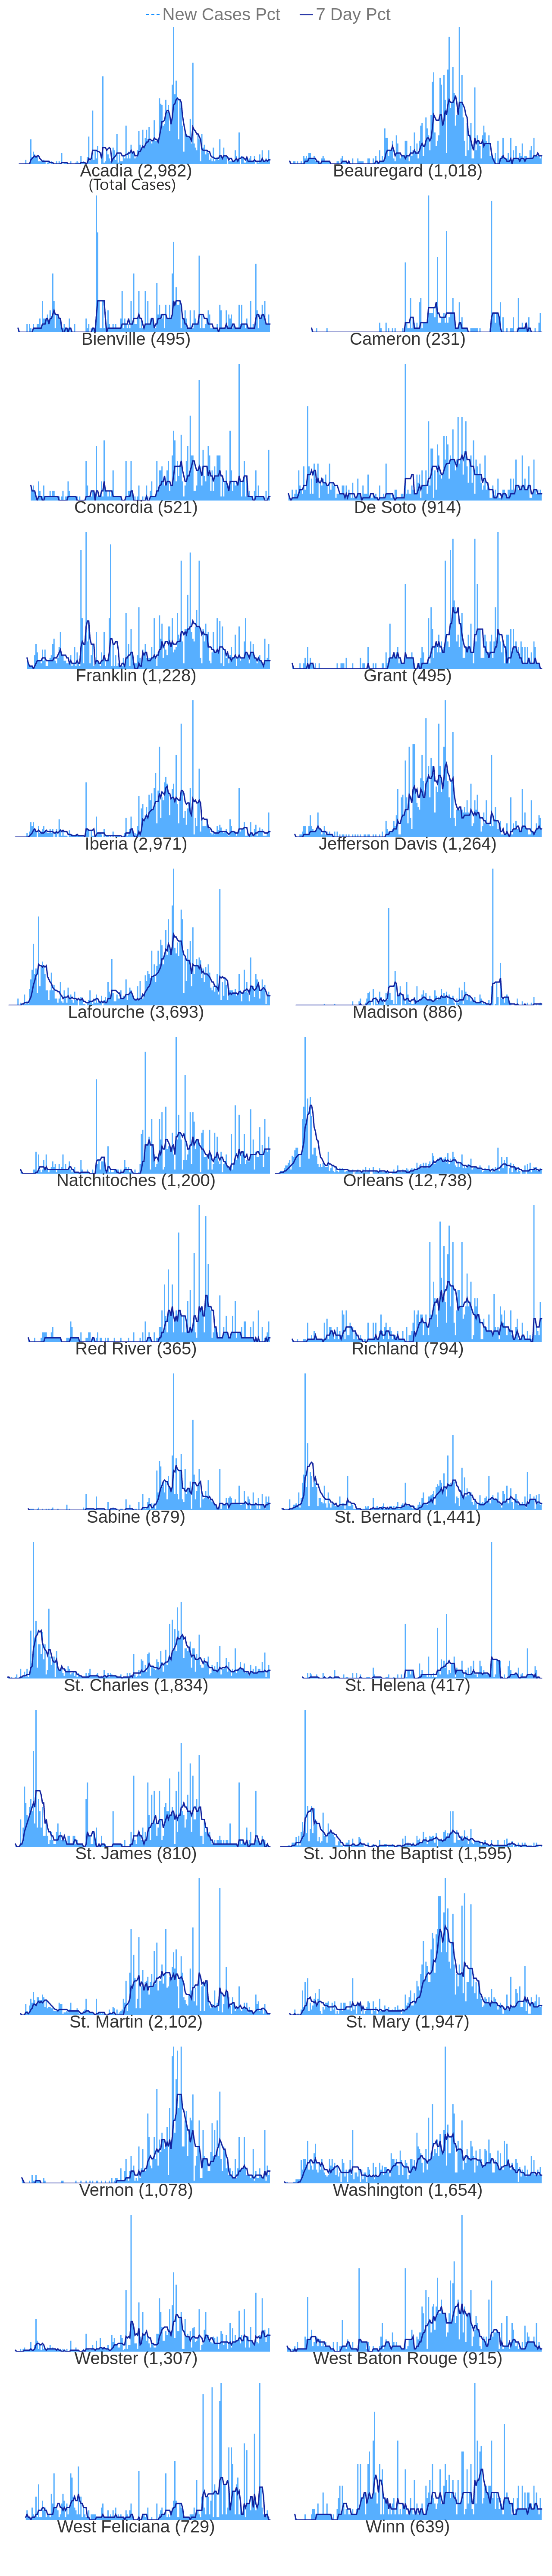 New Cases Pct 7 Day Pct
Acadia (2,982) Beauregard (1,018)
(Total Cases)
Bienville (495) Cameron (231)
Concordia (521) De Soto (914)
Franklin (1,228) Grant (495)
Iberia (2,971) Jefferson Davis (1,264)
Lafourche (3,693) Madison (886)
Natchitoches (1,200) Orleans (12,738)
Red River (365) Richland (794)
Sabine (879) St. Bernard (1,441)
St. Charles (1,834) St. Helena (417)
St. James (810) St. John the Baptist (1,595)
St. Martin (2,102) St. Mary (1,947)
Vernon (1,078) Washington (1,654)
Webster (1,307) West Baton Rouge (915)
West Feliciana (729) Winn (639)